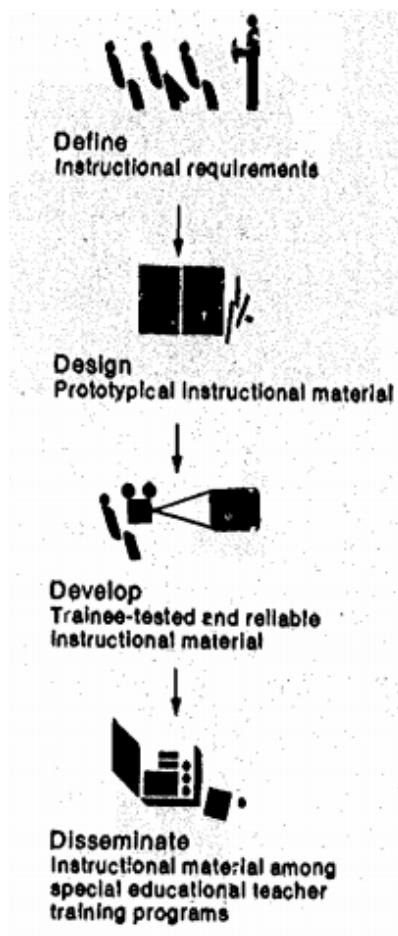 Define
Instructional requirements
Design
Prototypical instructional material
Develop
Trainee-tested and reliable
instructional material
Disseminate
Instructional material among
special educational teacher
training programs